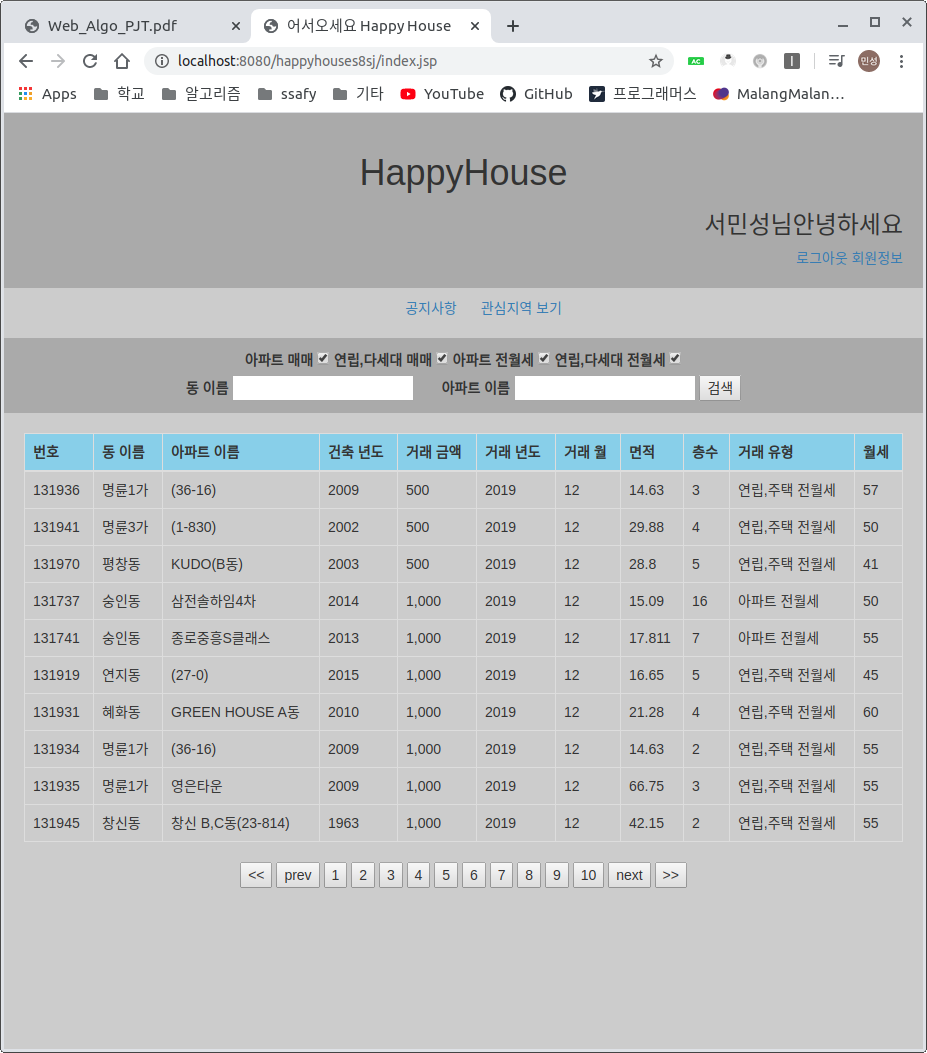 Web_Algo_PJT.pdf
어서오세요 Happy House
localhost:8080/happyhouses8sj/index.jsp
AC
민성
Apps 학교 알고리즘 ssafy 기타 YouTube GitHub 프로그래머스 MalangMalan…
HappyHouse
서민성님안녕하세요
로그아웃 회원정보
공지사항 관심지역 보기
아파트 매매 연립,다세대 매매 아파트 전월세 연립,다세대 전월세
동 이름 아파트 이름 검색
번호 동 이름 아파트 이름 건축 년도 거래 금액 거래 년도 거래 월 면적 층수 거래 유형 월세
131936 명륜1가 (36-16) 2009 500 2019 12 14.63 3 연립,주택 전월세 57
131941 명륜3가 (1-830) 2002 500 2019 12 29.88 4 연립,주택 전월세 50
131970 평창동 KUDO(B동) 2003 500 2019 12 28.8 5 연립,주택 전월세 41
131737 숭인동 삼전솔하임4차 2014 1,000 2019 12 15.09 16 아파트 전월세 50
131741 숭인동 종로중흥S클래스 2013 1,000 2019 12 17.811 7 아파트 전월세 55
131919 연지동 (27-0) 2015 1,000 2019 12 16.65 5 연립,주택 전월세 45
131931 혜화동 GREEN HOUSE A동 2010 1,000 2019 12 21.28 4 연립,주택 전월세 60
131934 명륜1가 (36-16) 2009 1,000 2019 12 14.63 2 연립,주택 전월세 55
131935 명륜1가 영은타운 2009 1,000 2019 12 66.75 3 연립,주택 전월세 55
131945 창신동 창신 B,C동(23-814) 1963 1,000 2019 12 42.15 2 연립,주택 전월세 55
<< prev 1 2 3 4 5 6 7 8 9 10 next >>